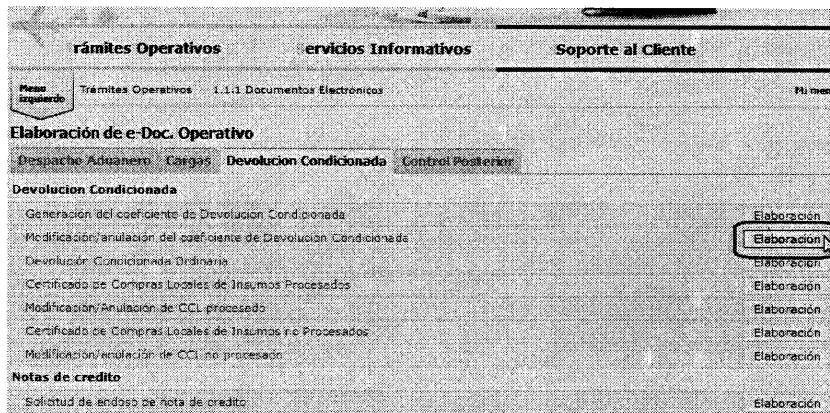 rámites Operativos ervicios Informativos Soporte al Cliente
Menu izquierdo Trámites Operativos 1.1.1 Documentos Electrónicos Mi men
Elaboración de e-Doc. Operativo
Despacho Aduanero Cargas Devolucion Condicionada Control Posterior
Devolucion Condicionada
Generación del coeficiente de Devolucion Condicionada Elaboración
Modificación/anulación del coeficiente de Devolucion Condicionada Elaboración
Devolución Condicionada Ordinaria Elaboración
Certificado de Compras Locales de Insumos Procesados Elaboración
Modificación/Anulación de CCL procesado Elaboración
Certificado de Compras Locales de Insumos no Procesados Elaboración
Modificación/anulación de CCL no procesado Elaboración
Notas de credito
Solicitud de endoso de nota de credito Elaboración